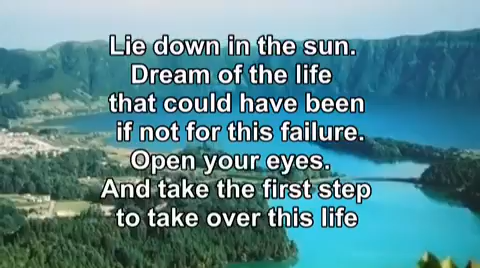 Lie down in the sun.
Dream of the life
that could have been
if not for this failure.
Open your eyes.
And take the first step
to take over this life